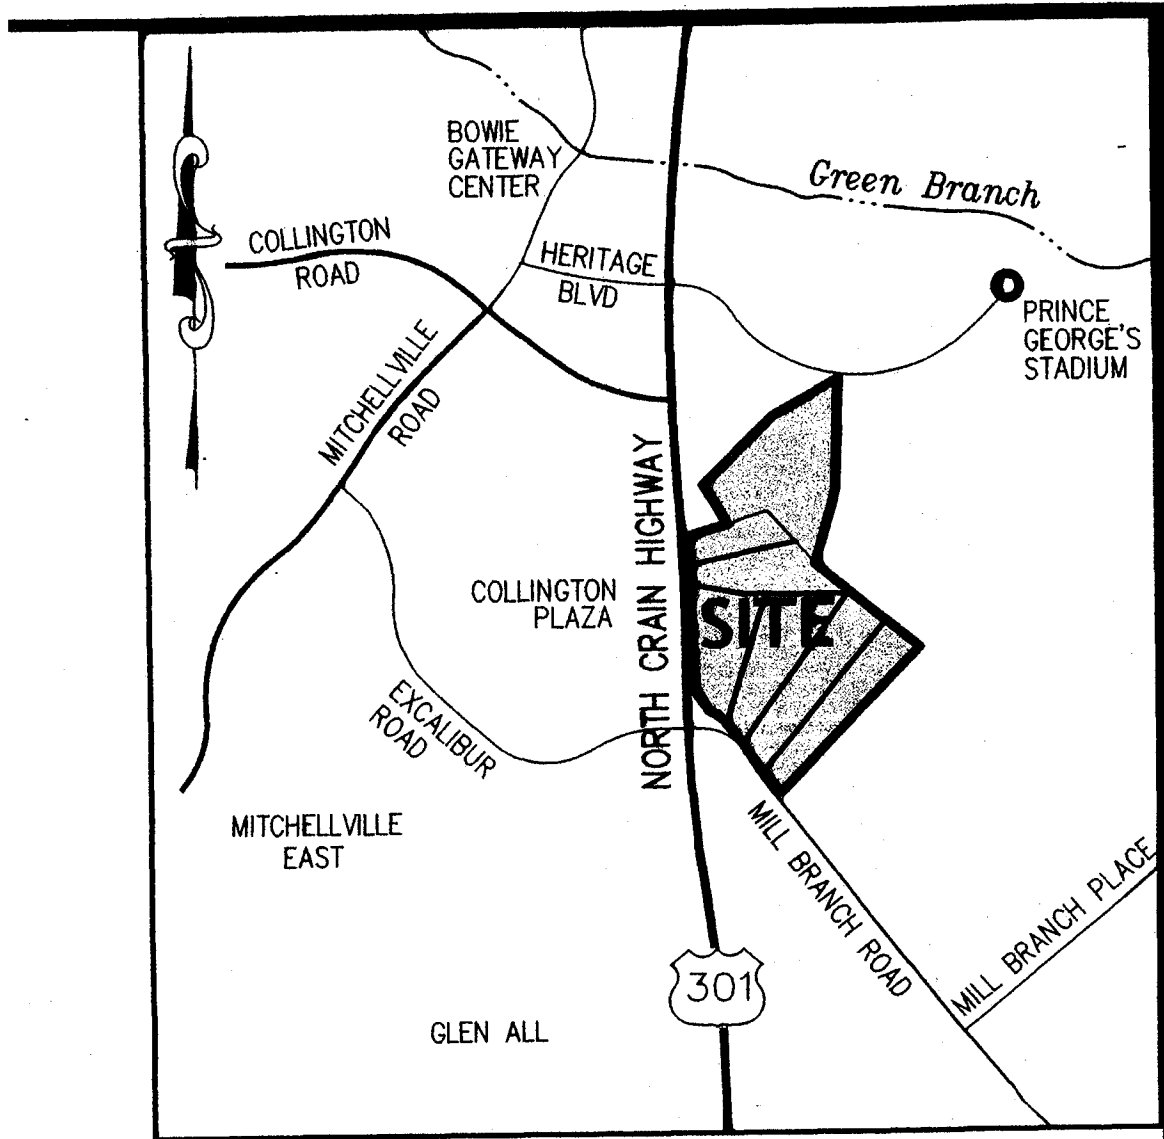 BOWIE
GATEWAY
CENTER
Green Branch
COLLINGTON
ROAD
HERITAGE
BLVD
PRINCE
GEORGE'S
STADIUM
MITCHELLVILLE
ROAD
NORTH CRAIN HIGHWAY
COLLINGTON
PLAZA
SITE
EXCALIBUR
ROAD
MITCHELLVILLE
EAST
MILL BRANCH ROAD
MILL BRANCH PLACE
301
GLEN ALL